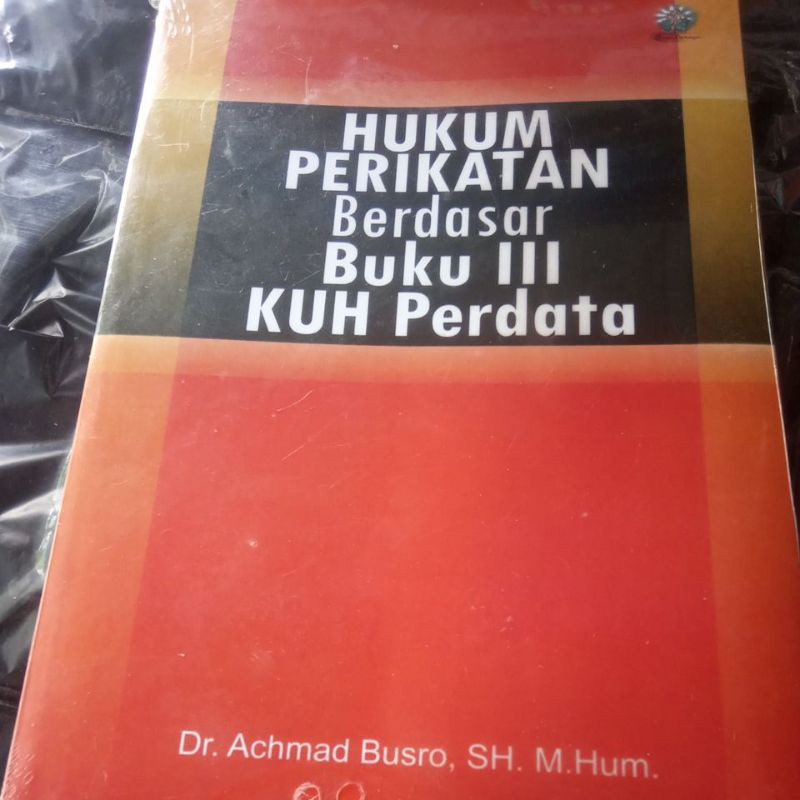 HUKUM
PERIKATAN
Berdasar
Buku III
KUH Perdata
Dr. Achmad Busro, SH. M.Hum.